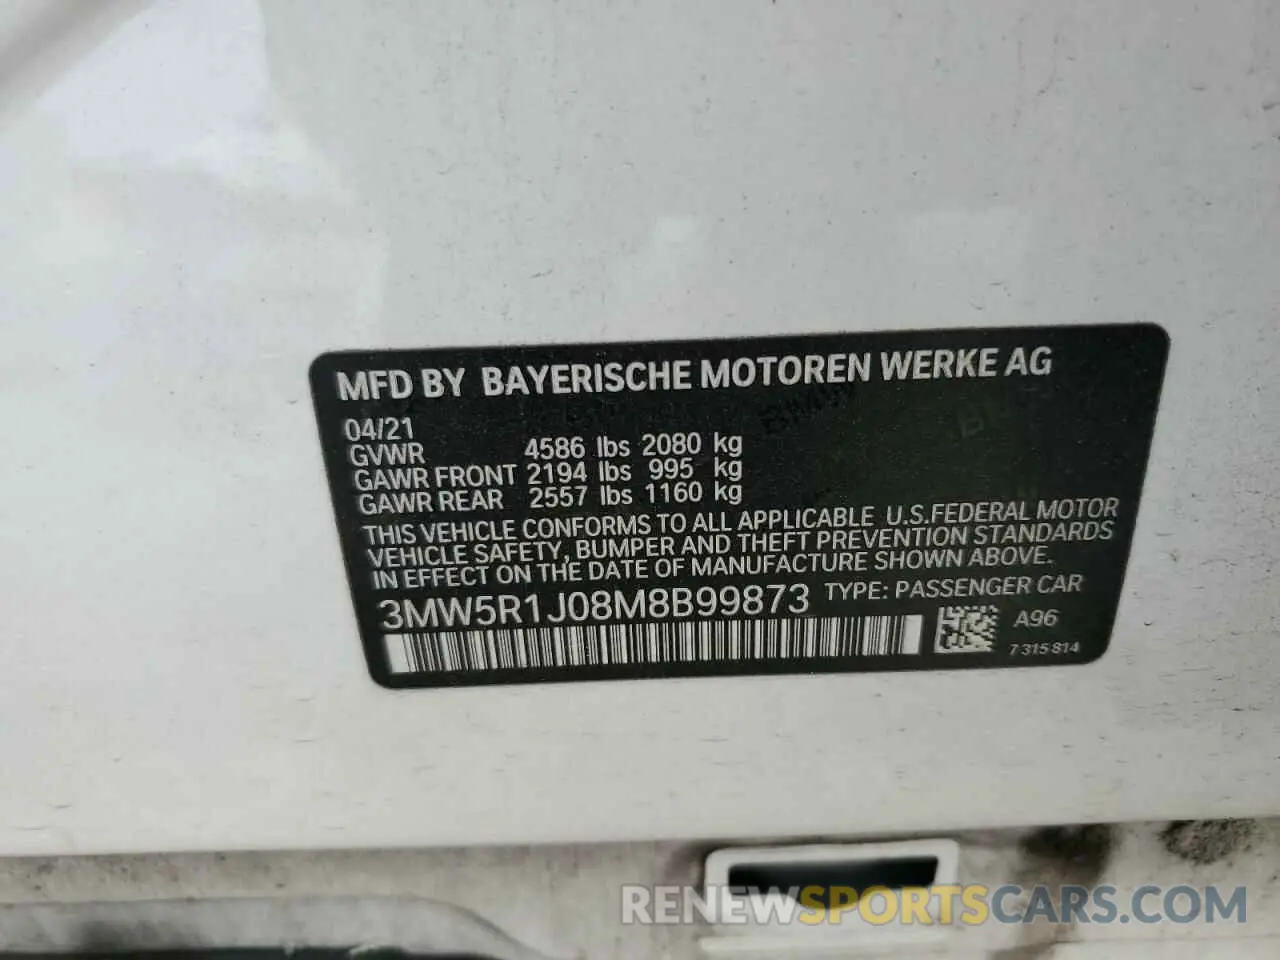 MFD BY BAYERISCHE MOTOREN WERKE AG
04/21
GVWR 4586 lbs 2080 kg
GAWR FRONT 2194 lbs 995 kg
GAWR REAR 2557 lbs 1160 kg
THIS VEHICLE CONFORMS TO ALL APPLICABLE U.S.FEDERAL MOTOR
VEHICLE SAFETY, BUMPER AND THEFT PREVENTION STANDARDS
IN EFFECT ON THE DATE OF MANUFACTURE SHOWN ABOVE.
3MW5R1J08M8B99873 TYPE: PASSENGER CAR
A96
7 315 814
RENEWSPORTSCARS.COM